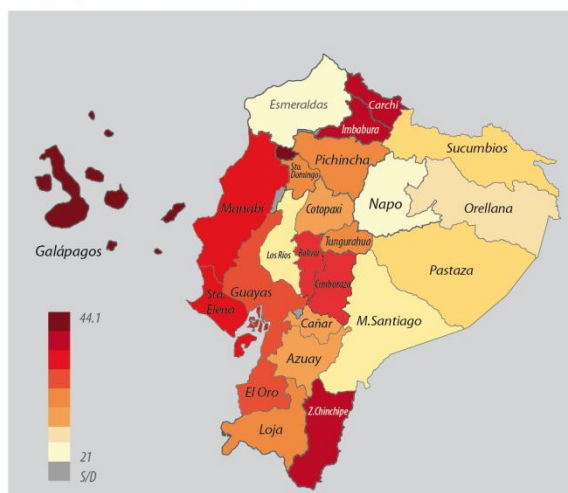 Esmeraldas
Carchi
Imbabura
Sucumbios
Pichincha
Sto.
Domingo
Manabí
Napo
Orellana
Cotopaxi
Galápagos
Tungurahua
Los Ríos
Bolívar
Pastaza
Guayas
Chimborazo
Sta.
Elena
44.1
Cañar
M.Santiago
Azuay
El Oro
Z.Chinchipe
Loja
21
S/D